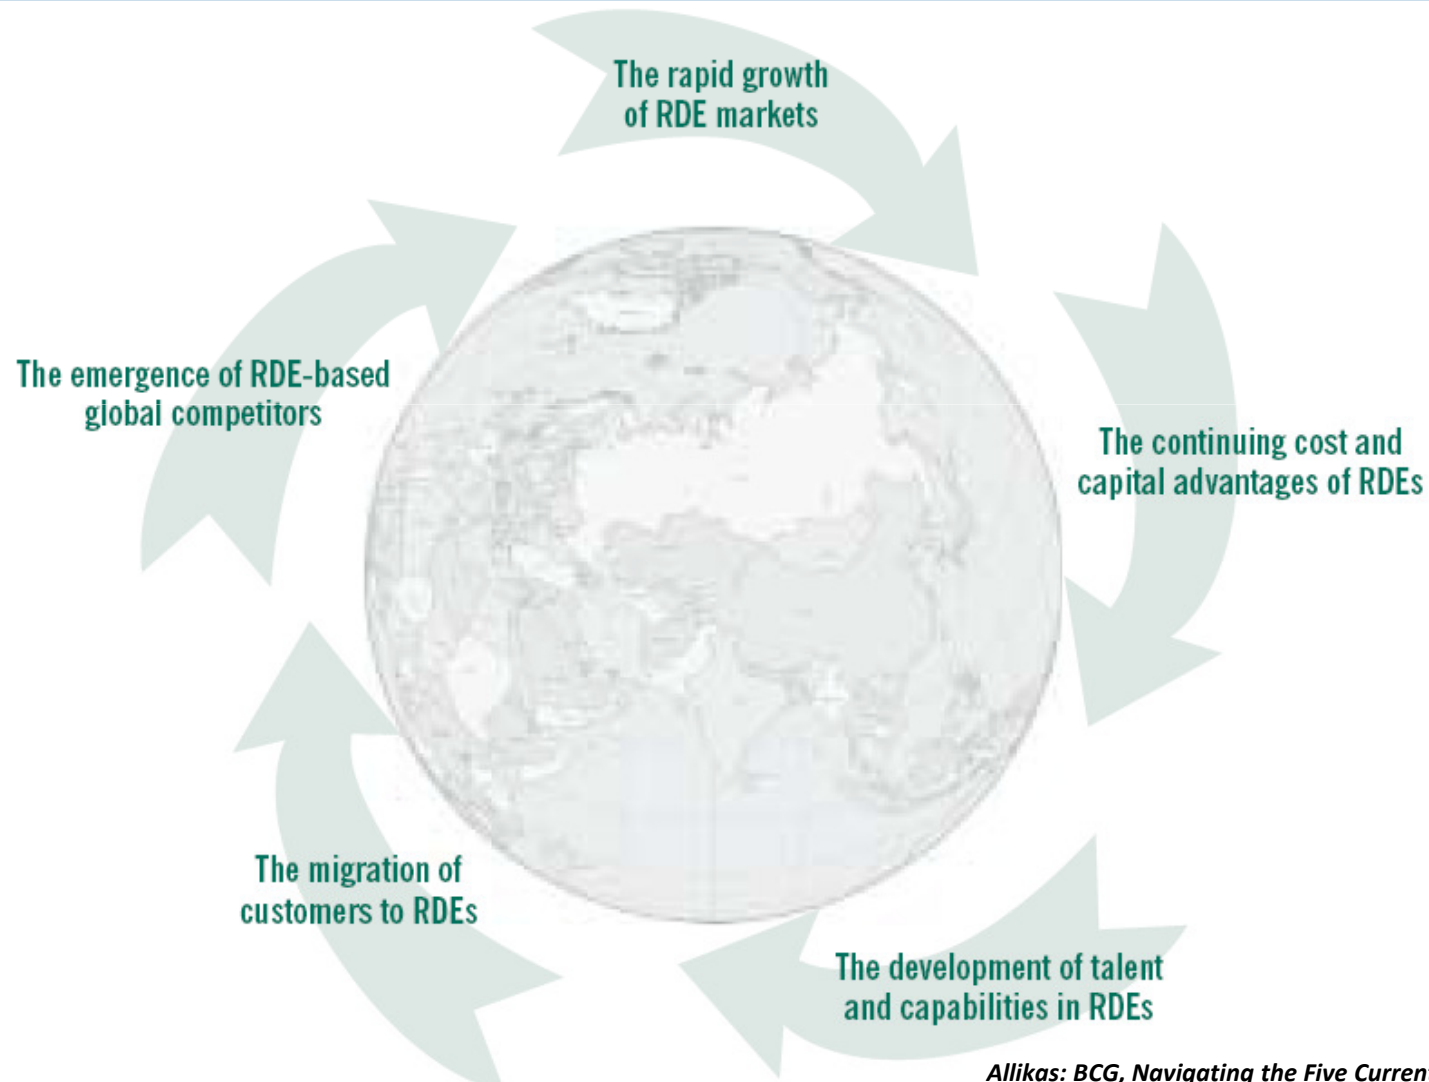 The rapid growth
of RDE markets
The continuing cost and
capital advantages of RDEs
The development of talent
and capabilities in RDEs
The migration of
customers to RDEs
The emergence of RDE-based
global competitors
Allikas: BCG, Navigating the Five Current